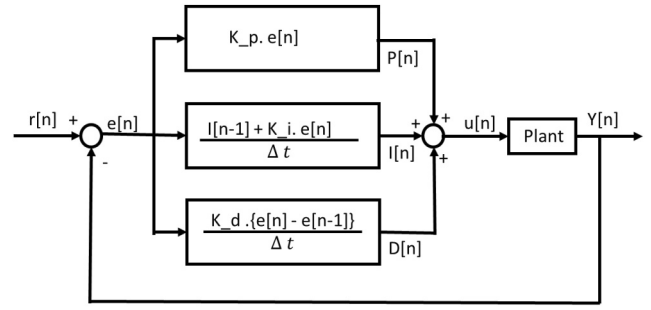 K_p. e[n]
P[n]
r[n] + e[n]
I[n-1] + K_i. e[n]
Δ t
I[n]
+ + +
u[n]
Plant
Y[n]
-
K_d .{e[n] - e[n-1]}
Δ t
D[n]